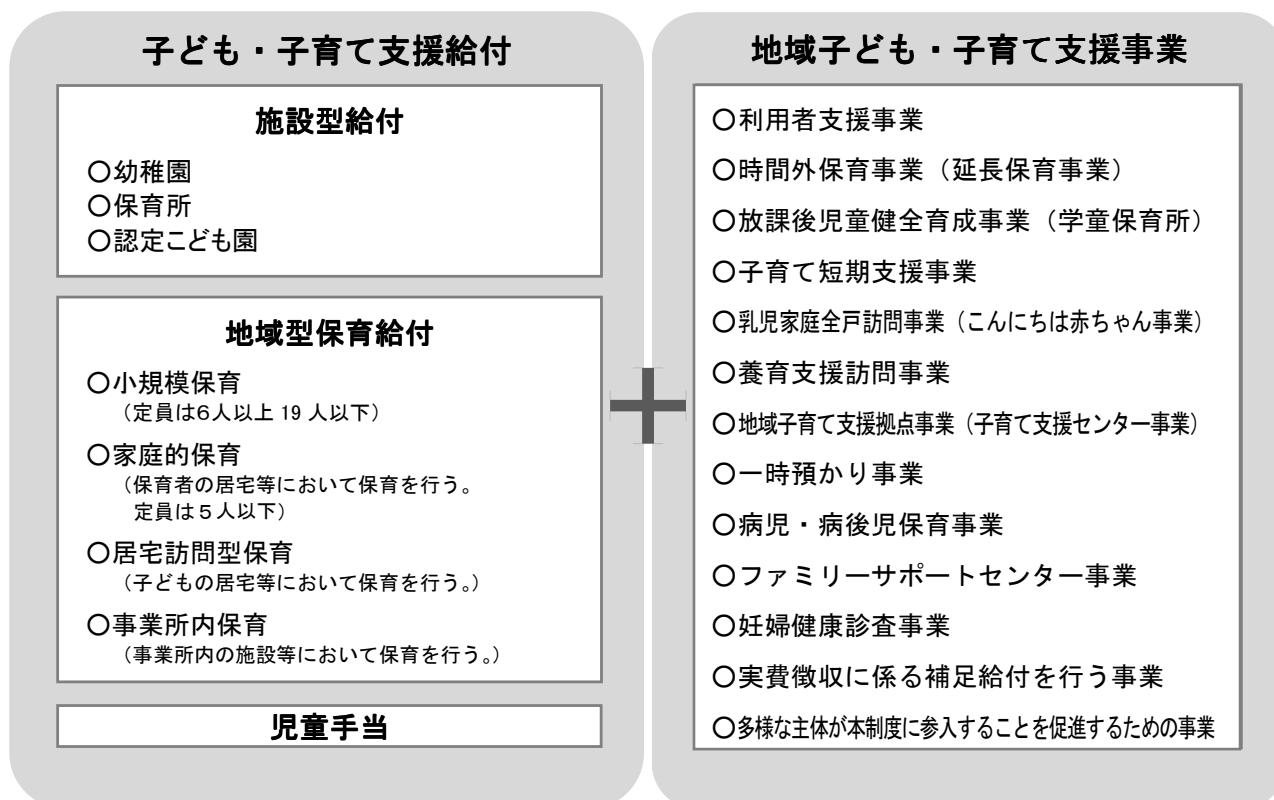 子ども・子育て支援給付
施設型給付
○幼稚園
○保育所
○認定こども園
地域型保育給付
○小規模保育
（定員は６人以上 19 人以下）
○家庭的保育
（保育者の居宅等において保育を行う。
定員は５人以下）
○居宅訪問型保育
（子どもの居宅等において保育を行う。）
○事業所内保育
（事業所内の施設等において保育を行う。）
児童手当
＋
地域子ども・子育て支援事業
○利用者支援事業
○時間外保育事業（延長保育事業）
○放課後児童健全育成事業（学童保育所）
○子育て短期支援事業
○乳児家庭全戸訪問事業（こんにちは赤ちゃん事業）
○養育支援訪問事業
○地域子育て支援拠点事業（子育て支援センター事業）
○一時預かり事業
○病児・病後児保育事業
○ファミリーサポートセンター事業
○妊婦健康診査事業
○実費徴収に係る補足給付を行う事業
○多様な主体が本制度に参入することを促進するための事業